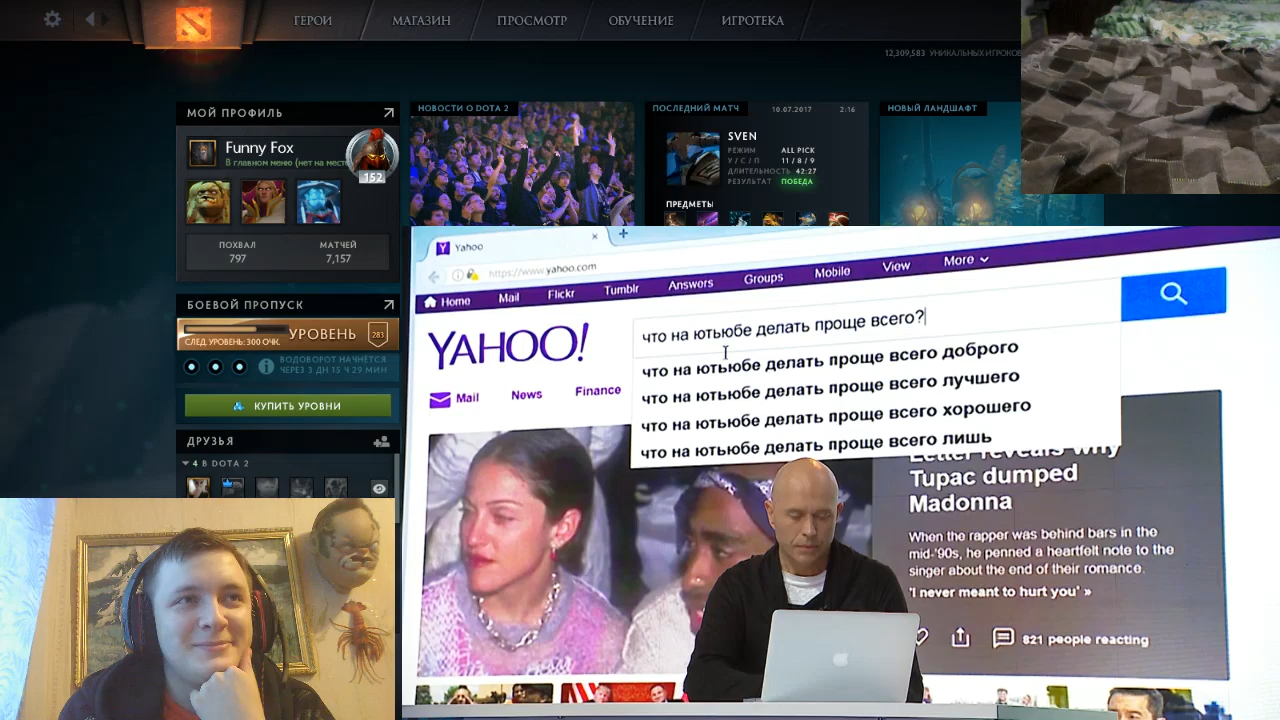 ГЕРОИ
МАГАЗИН
ПРОСМОТР
ОБУЧЕНИЕ
ИГРОТЕКА
12,309,583 УНИКАЛЬНЫХ ИГРОКОВ
МОЙ ПРОФИЛЬ
Funny Fox
В главном меню (нет на месте
152
ПОХВАЛ
797
МАТЧЕЙ
7,157
БОЕВОЙ ПРОПУСК
УРОВЕНЬ
283
СЛЕД. УРОВЕНЬ: 300 ОЧК.
ВОДОВОРОТ НАЧНЁТСЯ
ЧЕРЕЗ 3 ДН 15 Ч 29 МИН
КУПИТЬ УРОВНИ
ДРУЗЬЯ
4 В DOTA 2
НОВОСТИ О DOTA 2
ПОСЛЕДНИЙ МАТЧ
10.07.2017
2:16
SVEN
РЕЖИМ ALL PICK
У / С / П 11 / 8 / 9
ДЛИТЕЛЬНОСТЬ 42:27
РЕЗУЛЬТАТ ПОБЕДА
ПРЕДМЕТЫ
НОВЫЙ ЛАНДШАФТ
Yahoo
https://www.yahoo.com
Home Mail Flickr Tumblr Answers Groups Mobile View More
YAHOO!
что на ютьюбе делать проще всего?
что на ютьюбе делать проще всего доброго
что на ютьюбе делать проще всего лучшего
что на ютьюбе делать проще всего хорошего
что на ютьюбе делать проще всего лишь
Mail News Finance
Letter reveals why
Tupac dumped
Madonna
When the rapper was behind bars in the
mid-'90s, he penned a heartfelt note to the
singer about the end of their romance.
'I never meant to hurt you' »
821 people reacting